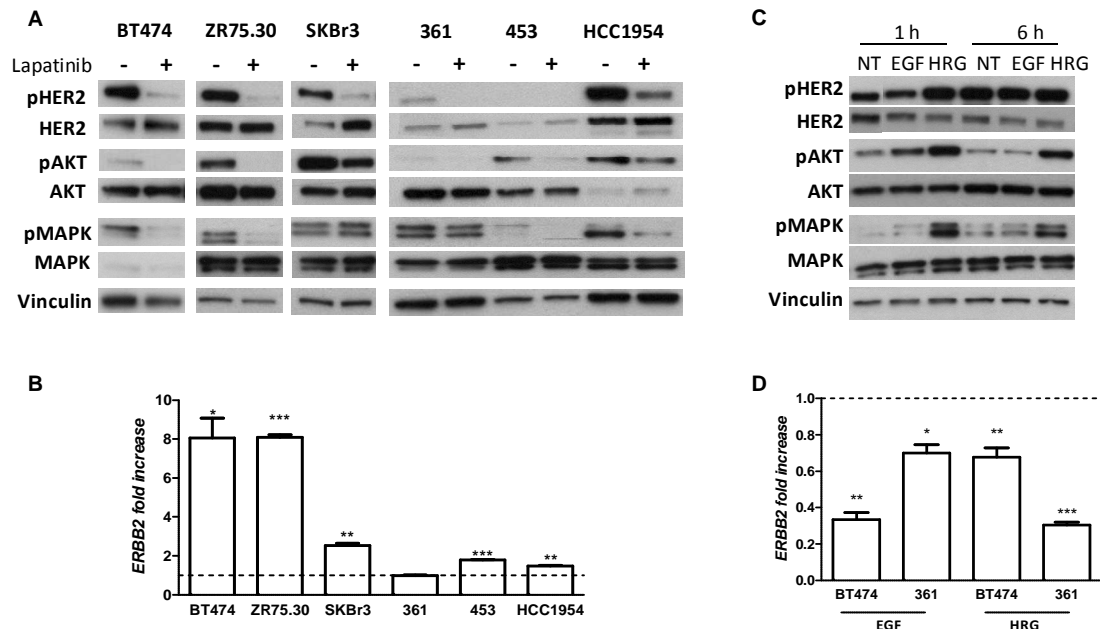 A
BT474 ZR75.30 SKBr3 361 453 HCC1954
Lapatinib - + - + - + - + - + - +
pHER2
HER2
pAKT
AKT
pMAPK
MAPK
Vinculin
C
1 h 6 h
NT EGF HRG NT EGF HRG
pHER2
HER2
pAKT
AKT
pMAPK
MAPK
Vinculin
B
ERBB2 fold increase
10
8
6
4
2
0
* *** ** *** **
BT474 ZR75.30 SKBr3 361 453 HCC1954
D
ERBB2 fold increase
1.0
0.8
0.6
0.4
0.2
0.0
** * ** ***
BT474 361 BT474 361
EGF HRG